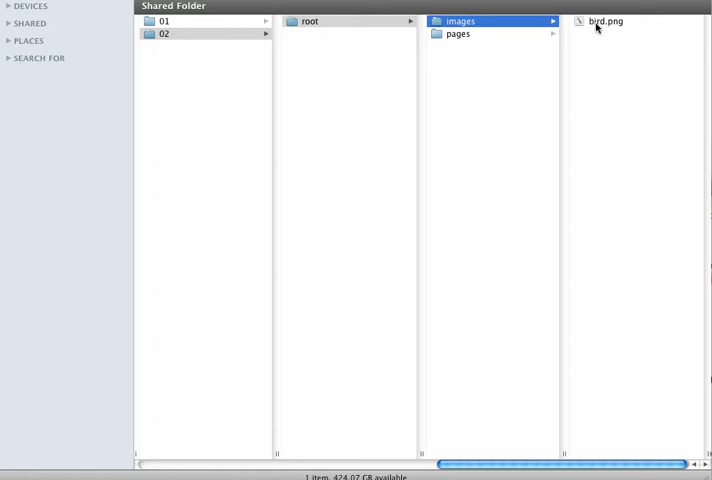 Shared Folder
DEVICES
SHARED
PLACES
SEARCH FOR
01
02
root
images
pages
bird.png
1 item, 424.07 GB available